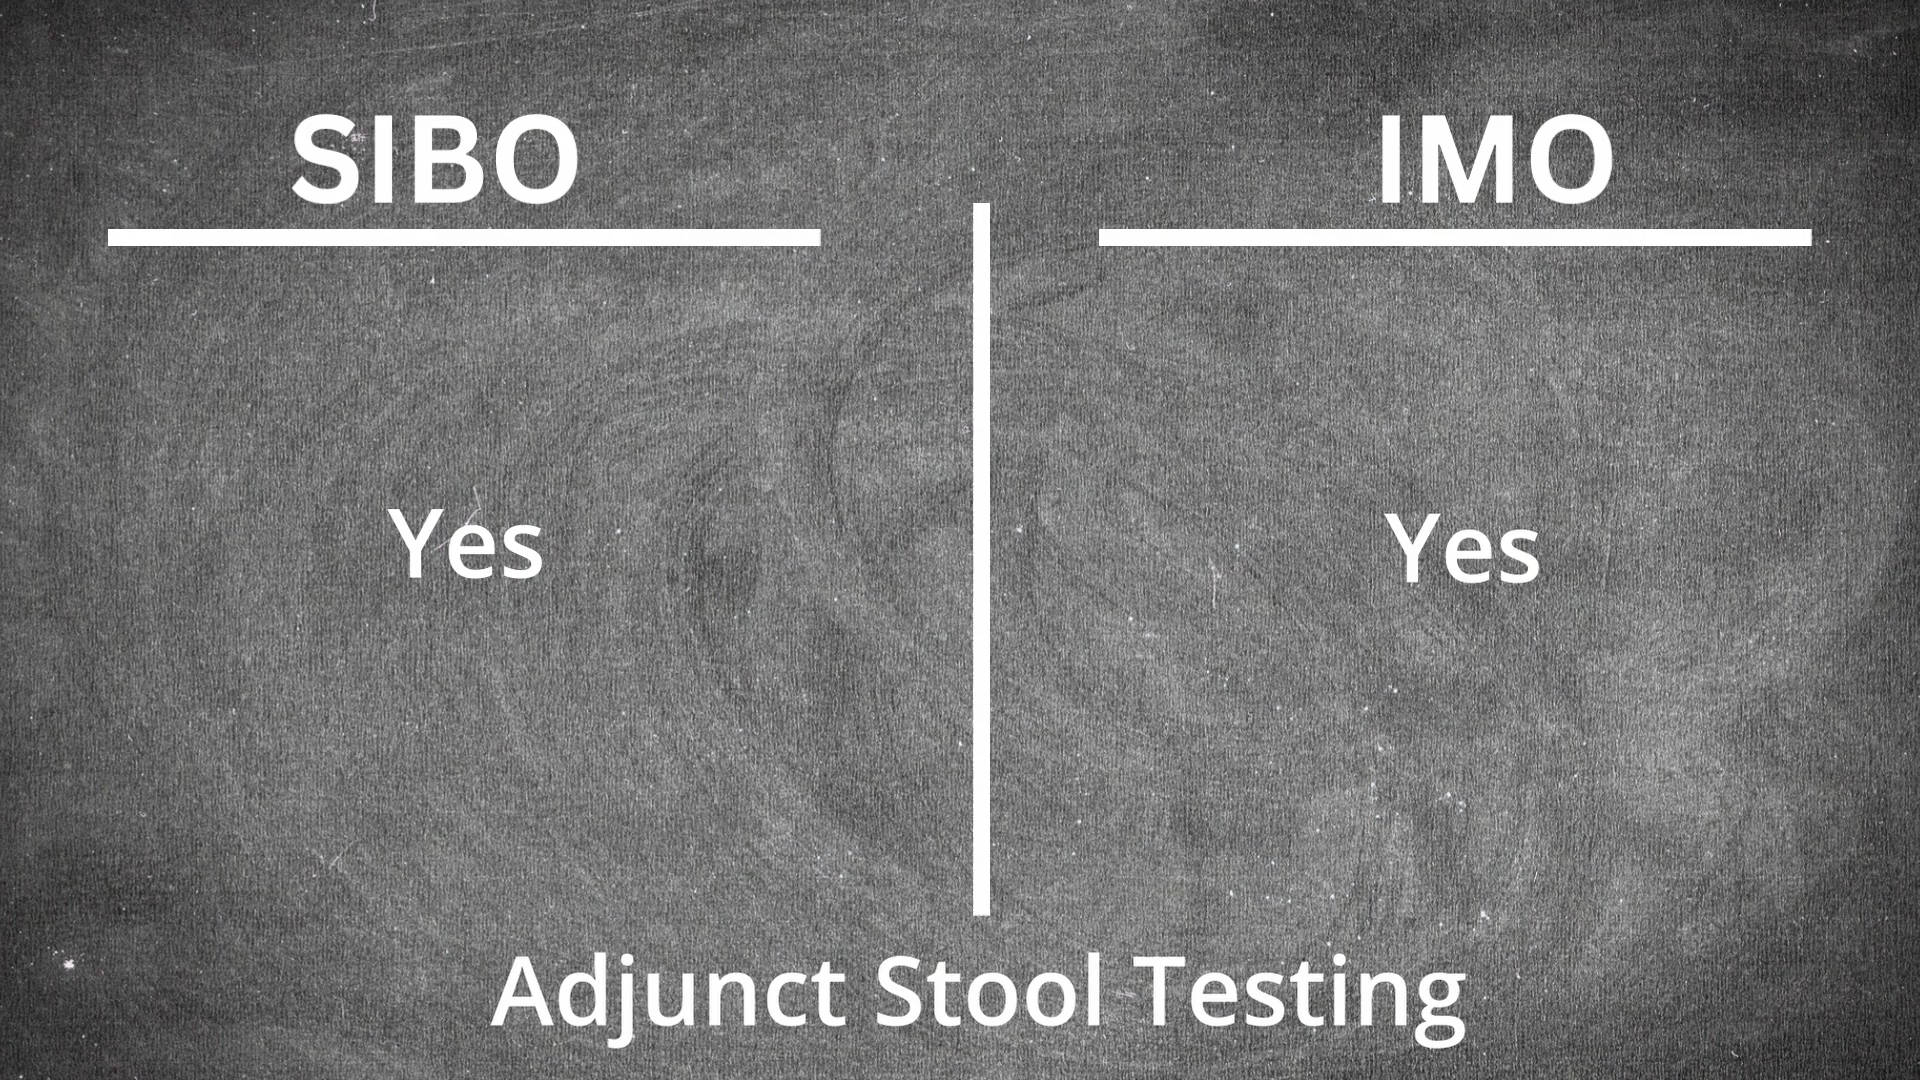 SIBO
IMO
Yes
Yes
Adjunct Stool Testing